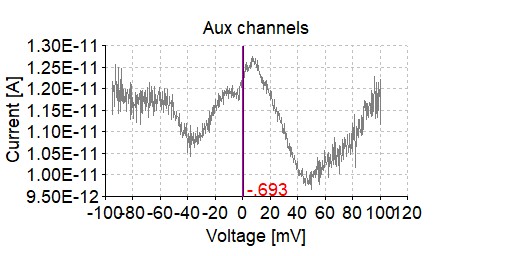 Aux channels
1.30E-11
1.25E-11
1.20E-11
1.15E-11
1.10E-11
1.05E-11
1.00E-11
9.50E-12
Current [A]
-.693
-100 -80 -60 -40 -20 0 20 40 60 80 100 120
Voltage [mV]